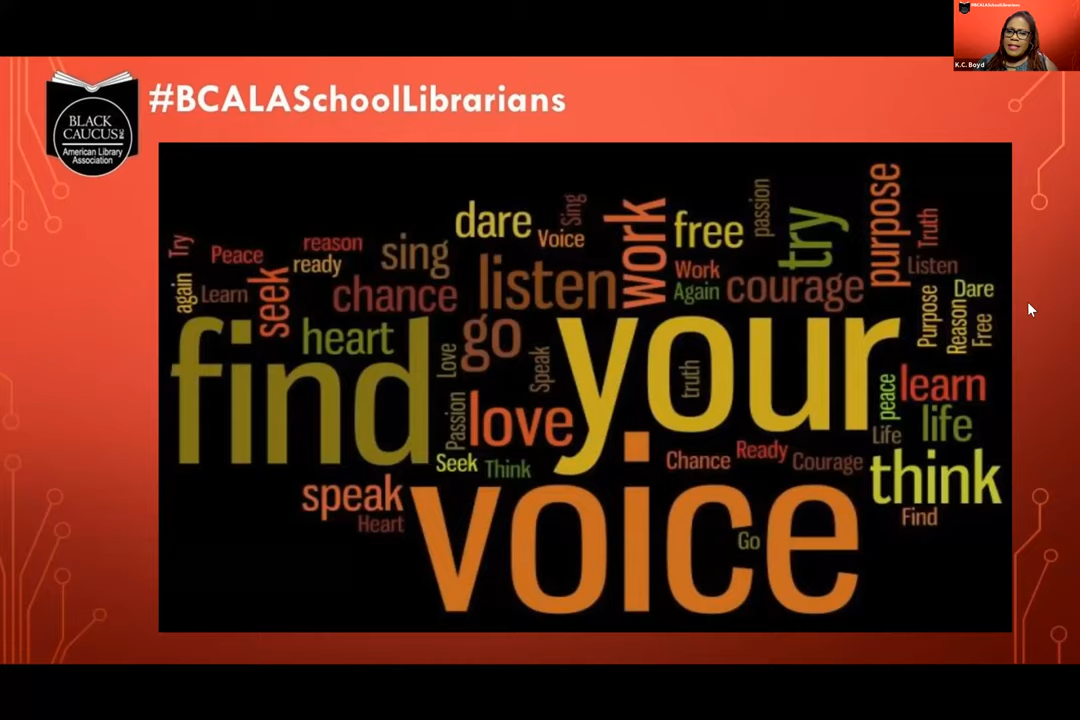 #BCALASchoolLibrarians
K.C. Boyd
#BCALASchoolLibrarians
BLACK
CAUCUS INC
American Library
Association
purpose
passion
Sing
work
dare
Voice
free
try
Truth
Try
Peace
reason
ready
sing
listen
Work
Again
courage
Listen
again
Learn
seek
chance
Purpose
Dare
Reason
Free
find
heart
go
Love
Speak
your
truth
peace
learn
Passion
love
Life
life
Seek
Think
Chance
Ready
Courage
think
speak
Heart
voice
Go
Find